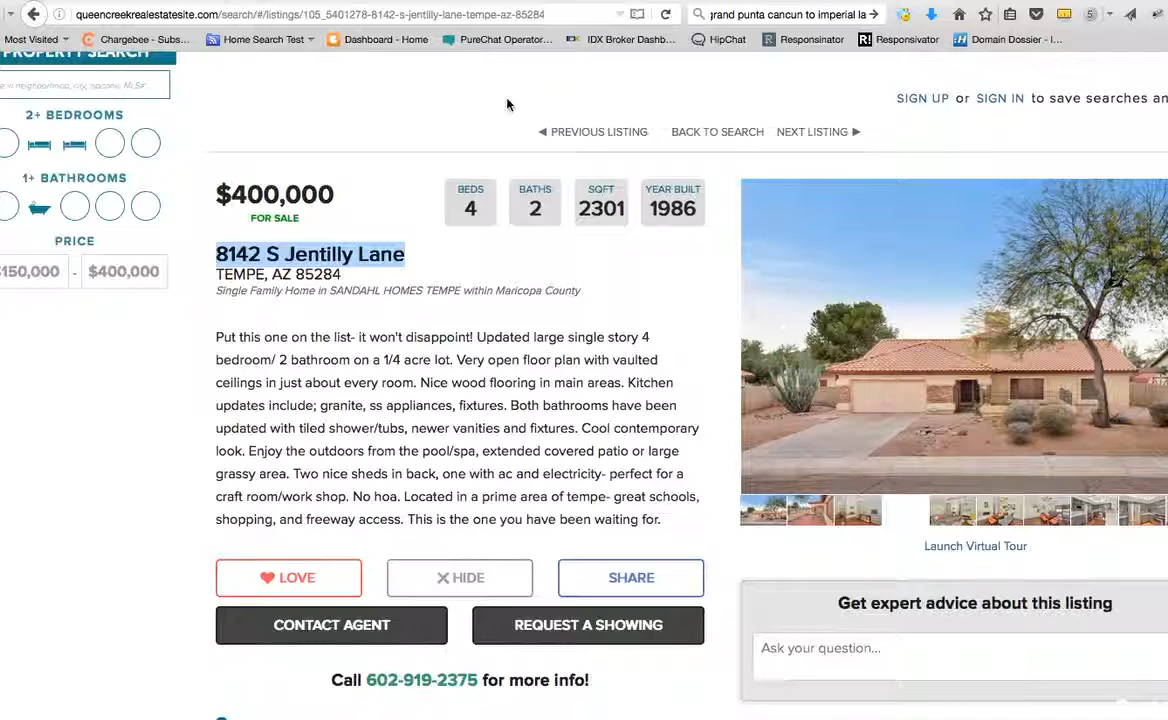 queencreekrealestatesite.com/search/#/listings/105_5401278-8142-s-jentilly-lane-tempe-az-85284
grand punta cancun to imperial la
5
Most Visited
Chargebee - Subs...
Home Search Test
Dashboard - Home
PureChat Operator...
IDX Broker Dashb...
HipChat
Responsinator
Responsivator
Domain Dossier - I...
PROPERTY SEARCH
neighborhood, city, zipcode, MLS#
2+ BEDROOMS
1+ BATHROOMS
PRICE
$150,000 - $400,000
SIGN UP or SIGN IN to save searches an
◀ PREVIOUS LISTING BACK TO SEARCH NEXT LISTING ▶
$400,000
FOR SALE
BEDS
4
BATHS
2
SQFT
2301
YEAR BUILT
1986
8142 S Jentilly Lane
TEMPE, AZ 85284
Single Family Home in SANDAHL HOMES TEMPE within Maricopa County
Put this one on the list- it won't disappoint! Updated large single story 4
bedroom/ 2 bathroom on a 1/4 acre lot. Very open floor plan with vaulted
ceilings in just about every room. Nice wood flooring in main areas. Kitchen
updates include; granite, ss appliances, fixtures. Both bathrooms have been
updated with tiled shower/tubs, newer vanities and fixtures. Cool contemporary
look. Enjoy the outdoors from the pool/spa, extended covered patio or large
grassy area. Two nice sheds in back, one with ac and electricity- perfect for a
craft room/work shop. No hoa. Located in a prime area of tempe- great schools,
shopping, and freeway access. This is the one you have been waiting for.
LOVE
HIDE
SHARE
CONTACT AGENT
REQUEST A SHOWING
Call 602-919-2375 for more info!
Launch Virtual Tour
Get expert advice about this listing
Ask your question...